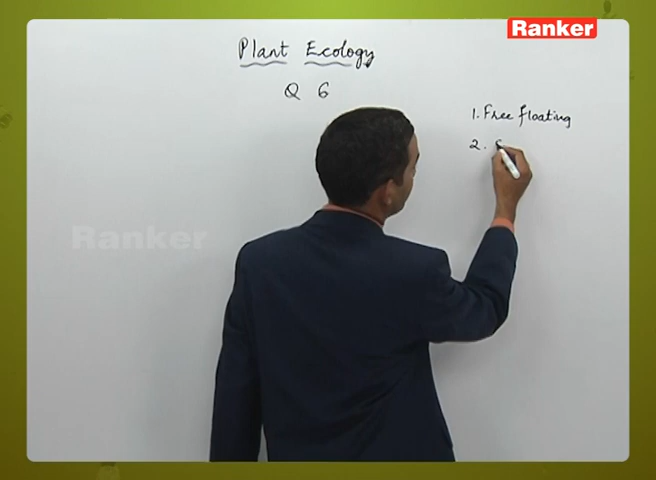 Ranker
Plant Ecology
Q 6
1. Free floating
2.
Ranker